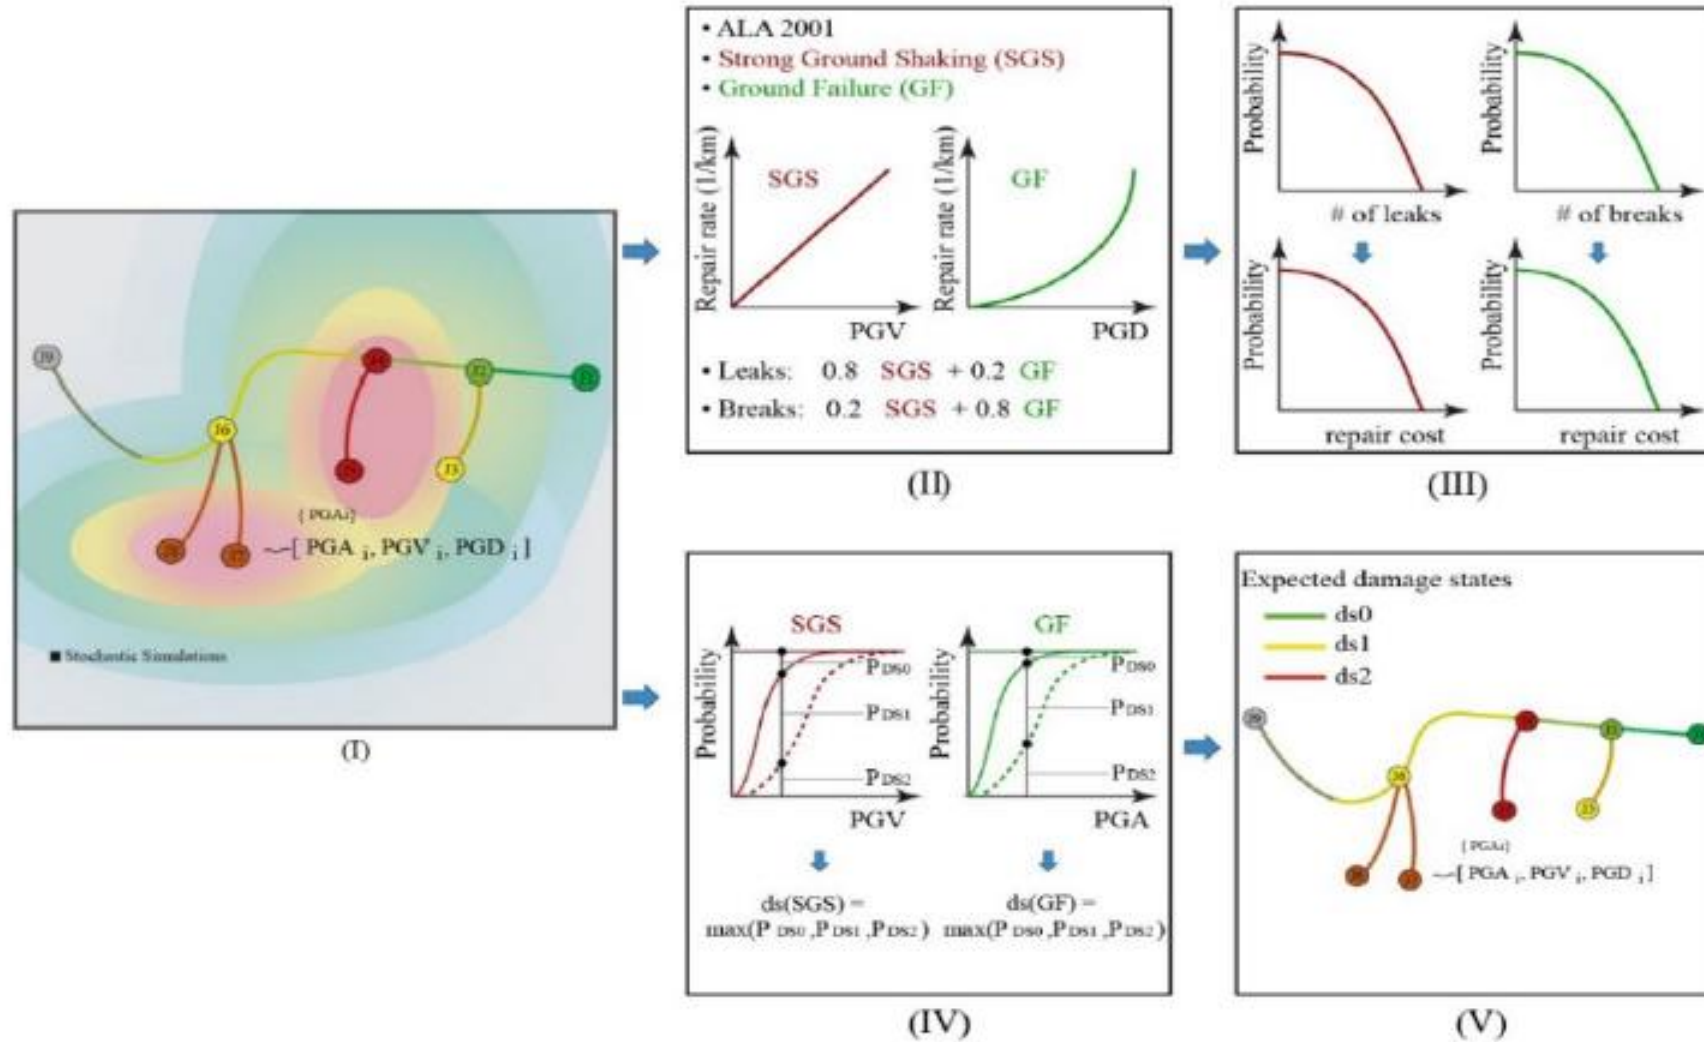 J9
J6
J3
{ PGAi}
[ PGA i, PGV i, PGD i ]
■ Stochastic Simulations
(I)
• ALA 2001
• Strong Ground Shaking (SGS)
• Ground Failure (GF)
Repair rate (1/km)
SGS
PGV
Repair rate (1/km)
GF
PGD
• Leaks: 0.8 SGS + 0.2 GF
• Breaks: 0.2 SGS + 0.8 GF
(II)
Probability
# of leaks
Probability
# of breaks
Probability
repair cost
Probability
repair cost
(III)
SGS
Probability
PDS0
PDS1
PDS2
PGV
ds(SGS) =
max(PDS0,PDS1,PDS2)
GF
Probability
PDS0
PDS1
PDS2
PGA
ds(GF) =
max(PDS0,PDS1,PDS2)
(IV)
Expected damage states
ds0
ds1
ds2
J9
J6
J3
{ PGAi}
[ PGA i, PGV i, PGD i ]
(V)